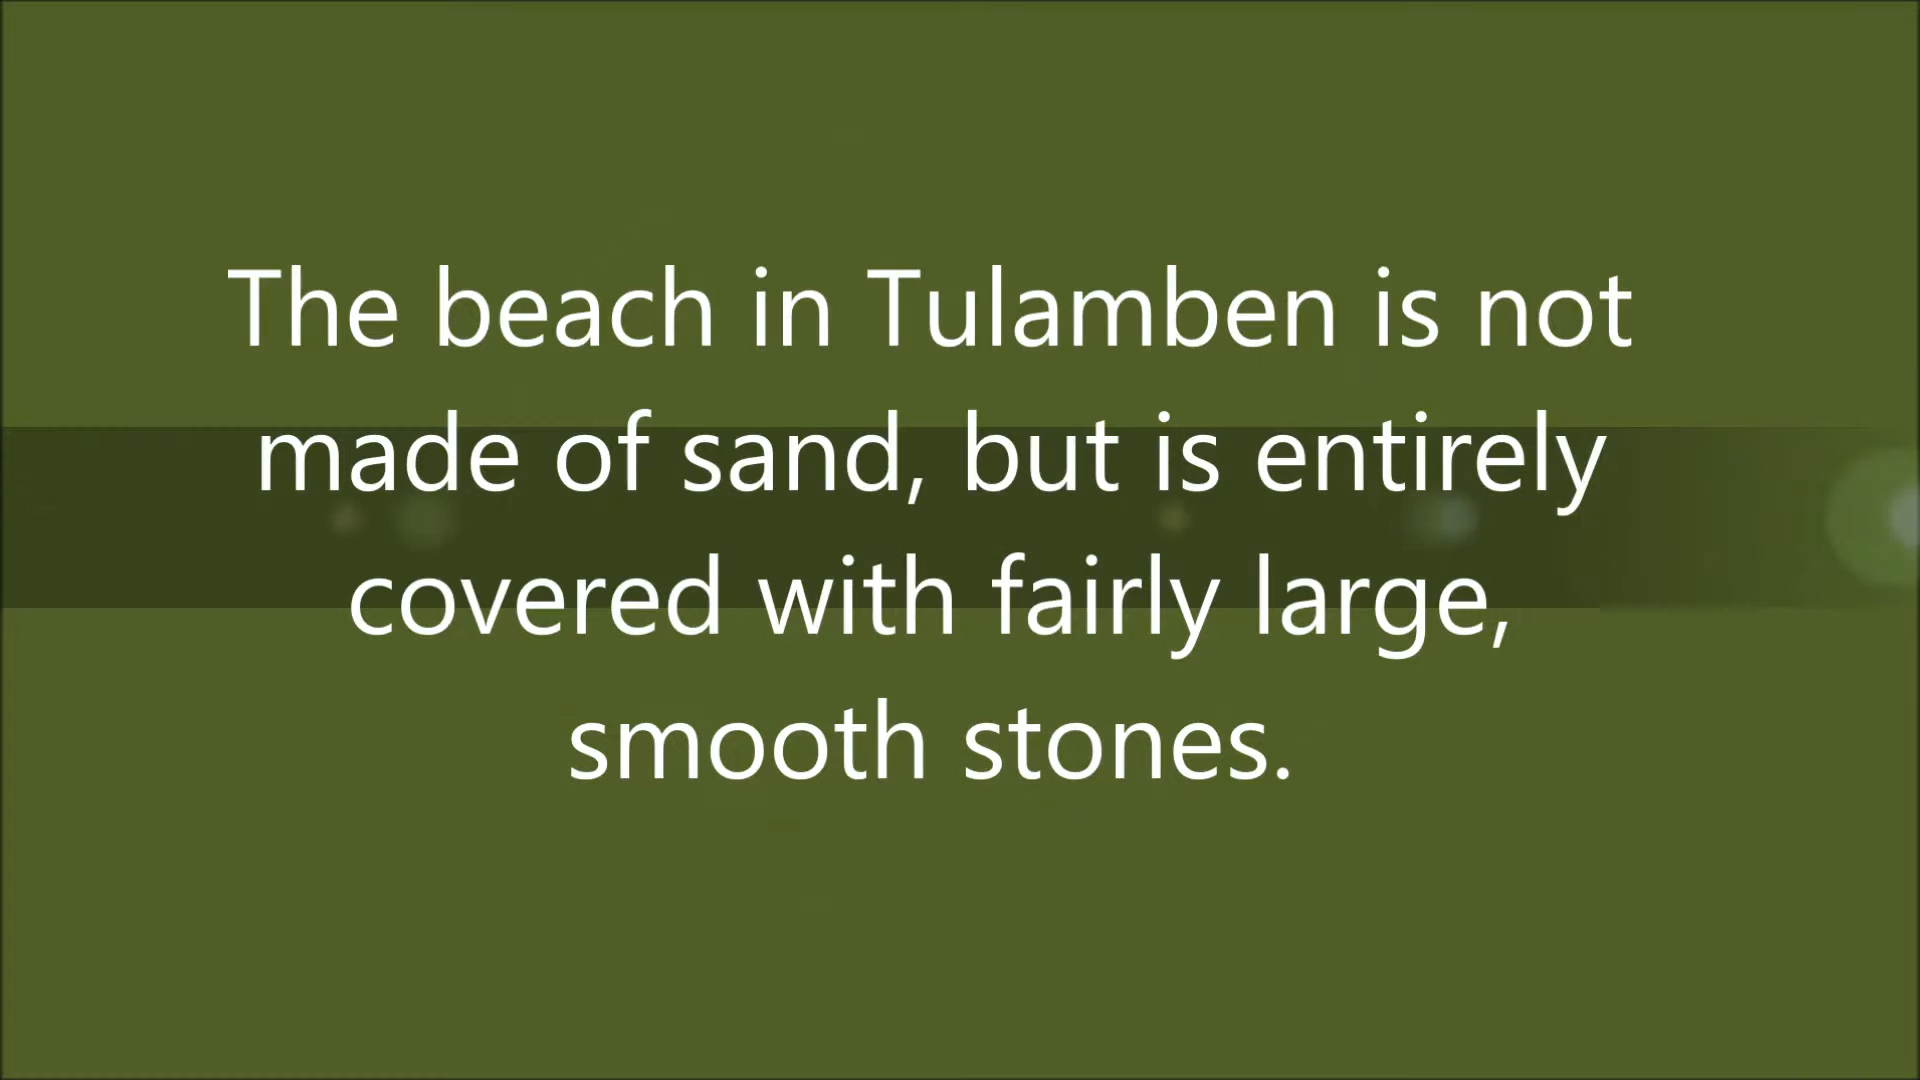 The beach in Tulamben is not
made of sand, but is entirely
covered with fairly large,
smooth stones.